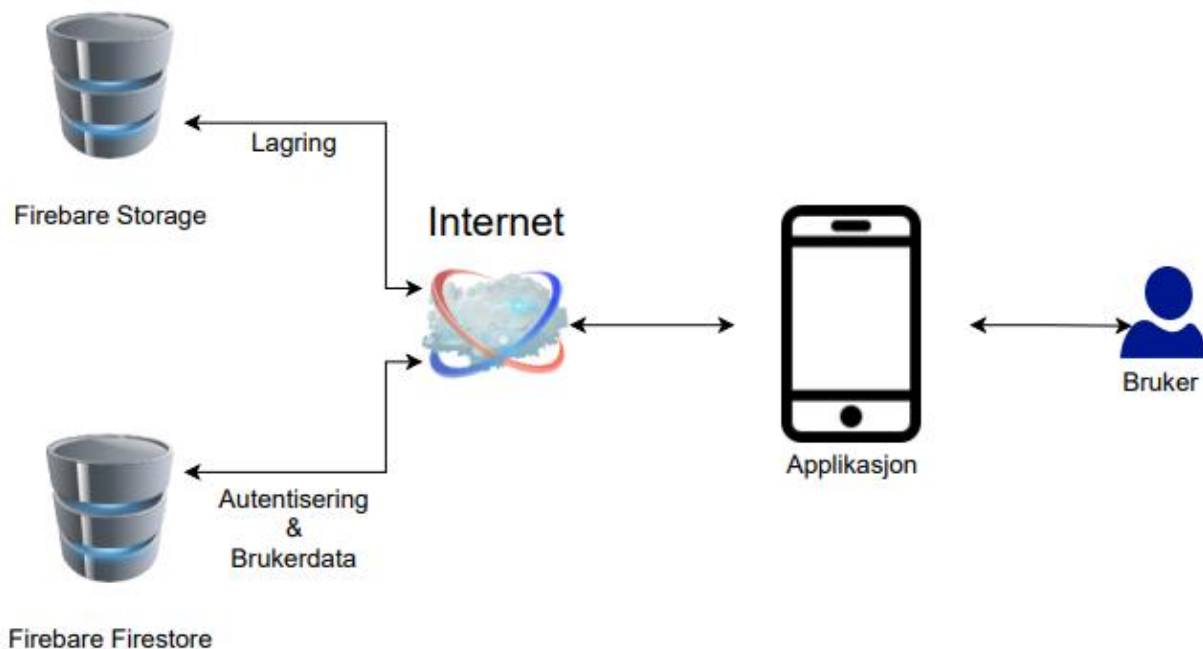 Lagring
Firebare Storage
Internet
Bruker
Applikasjon
Autentisering
&
Brukerdata
Firebare Firestore